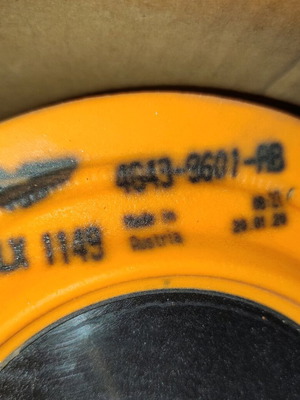 4G43-9601-AB
LX 1149
Made in
Austria
20.01.20